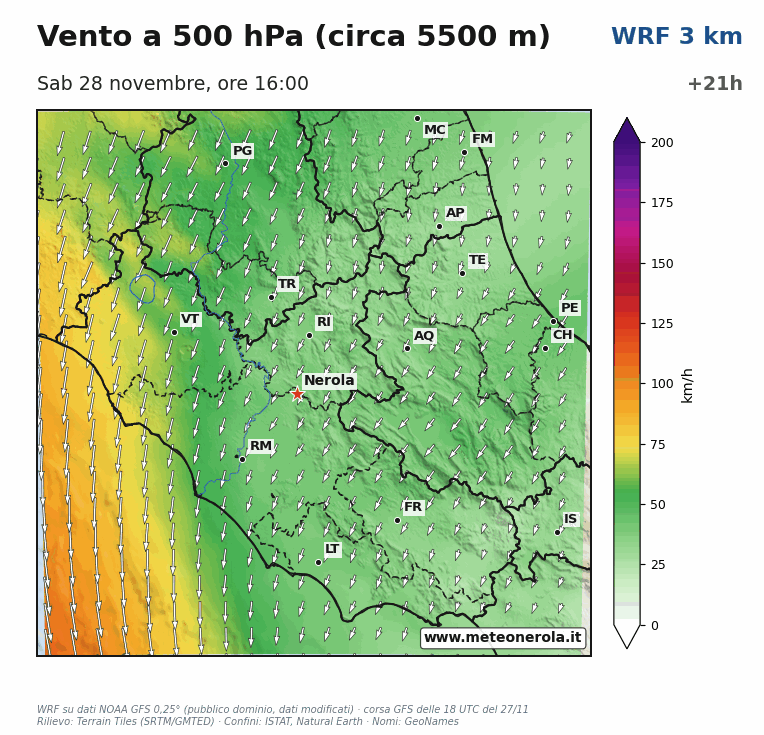 Vento a 500 hPa (circa 5500 m)
WRF 3 km
Sab 28 novembre, ore 16:00
+21h
MC
FM
PG
AP
TE
TR
PE
VT
RI
AQ
CH
Nerola
RM
FR
IS
LT
www.meteonerola.it
200
175
150
125
100
75
50
25
0
km/h
WRF su dati NOAA GFS 0,25° (pubblico dominio, dati modificati) · corsa GFS delle 18 UTC del 27/11
Rilievo: Terrain Tiles (SRTM/GMTED) · Confini: ISTAT, Natural Earth · Nomi: GeoNames